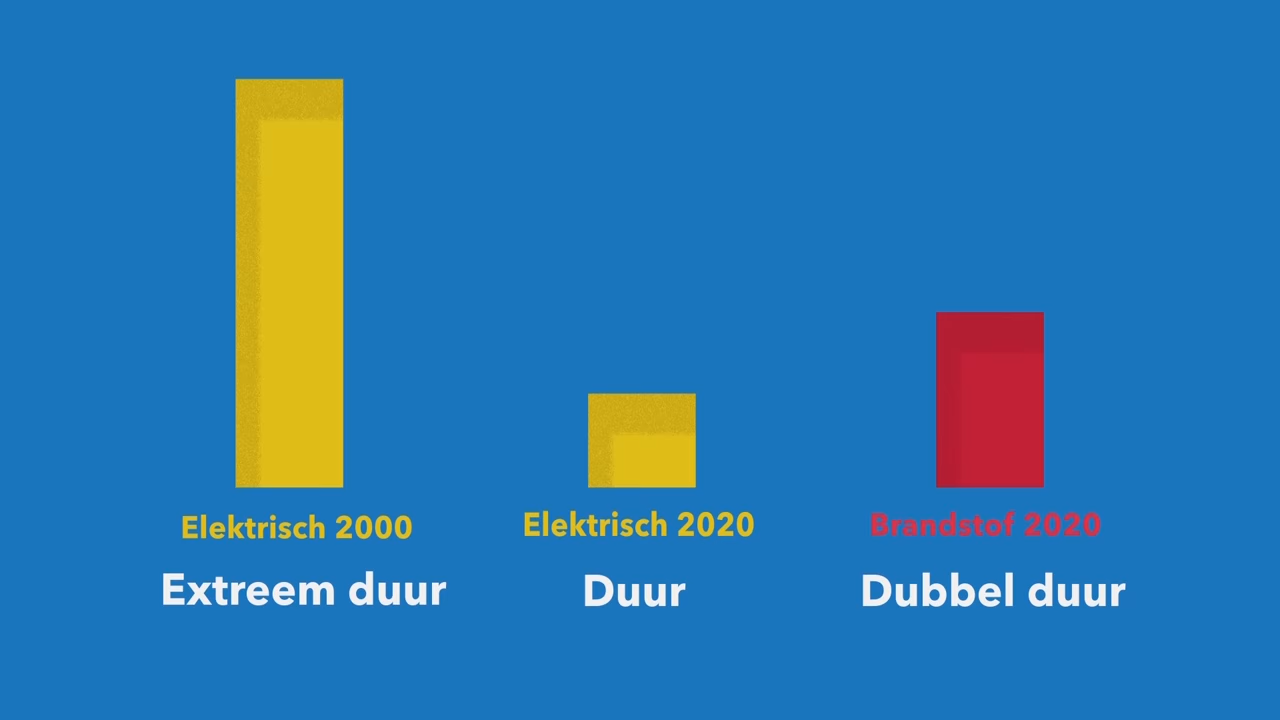 Elektrisch 2000
Elektrisch 2020
Brandstof 2020
Extreem duur
Duur
Dubbel duur